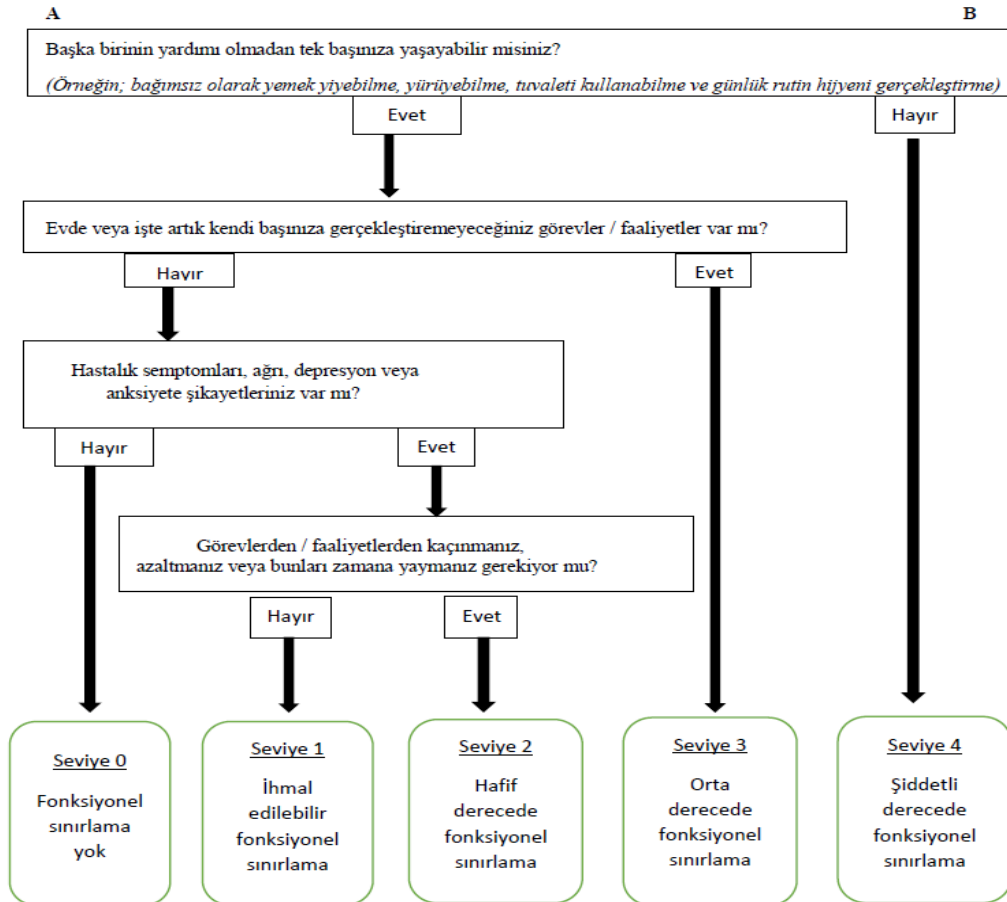 A B
Başka birinin yardımı olmadan tek başınıza yaşayabilir misiniz?
(Örneğin; bağımsız olarak yemek yiyebilme, yürüyebilme, tuvaleti kullanabilme ve günlük rutin hijyeni gerçekleştirme)
Evet
Hayır
Evde veya işte artık kendi başınıza gerçekleştiremeyeceğiniz görevler / faaliyetler var mı?
Hayır
Evet
Hastalık semptomları, ağrı, depresyon veya
anksiyete şikayetleriniz var mı?
Hayır
Evet
Görevlerden / faaliyetlerden kaçınmanız,
azaltmanız veya bunları zamana yaymanız gerekiyor mu?
Hayır
Evet
Seviye 0
Fonksiyonel
sınırlama
yok
Seviye 1
İhmal
edilebilir
fonksiyonel
sınırlama
Seviye 2
Hafif
derecede
fonksiyonel
sınırlama
Seviye 3
Orta
derecede
fonksiyonel
sınırlama
Seviye 4
Şiddetli
derecede
fonksiyonel
sınırlama